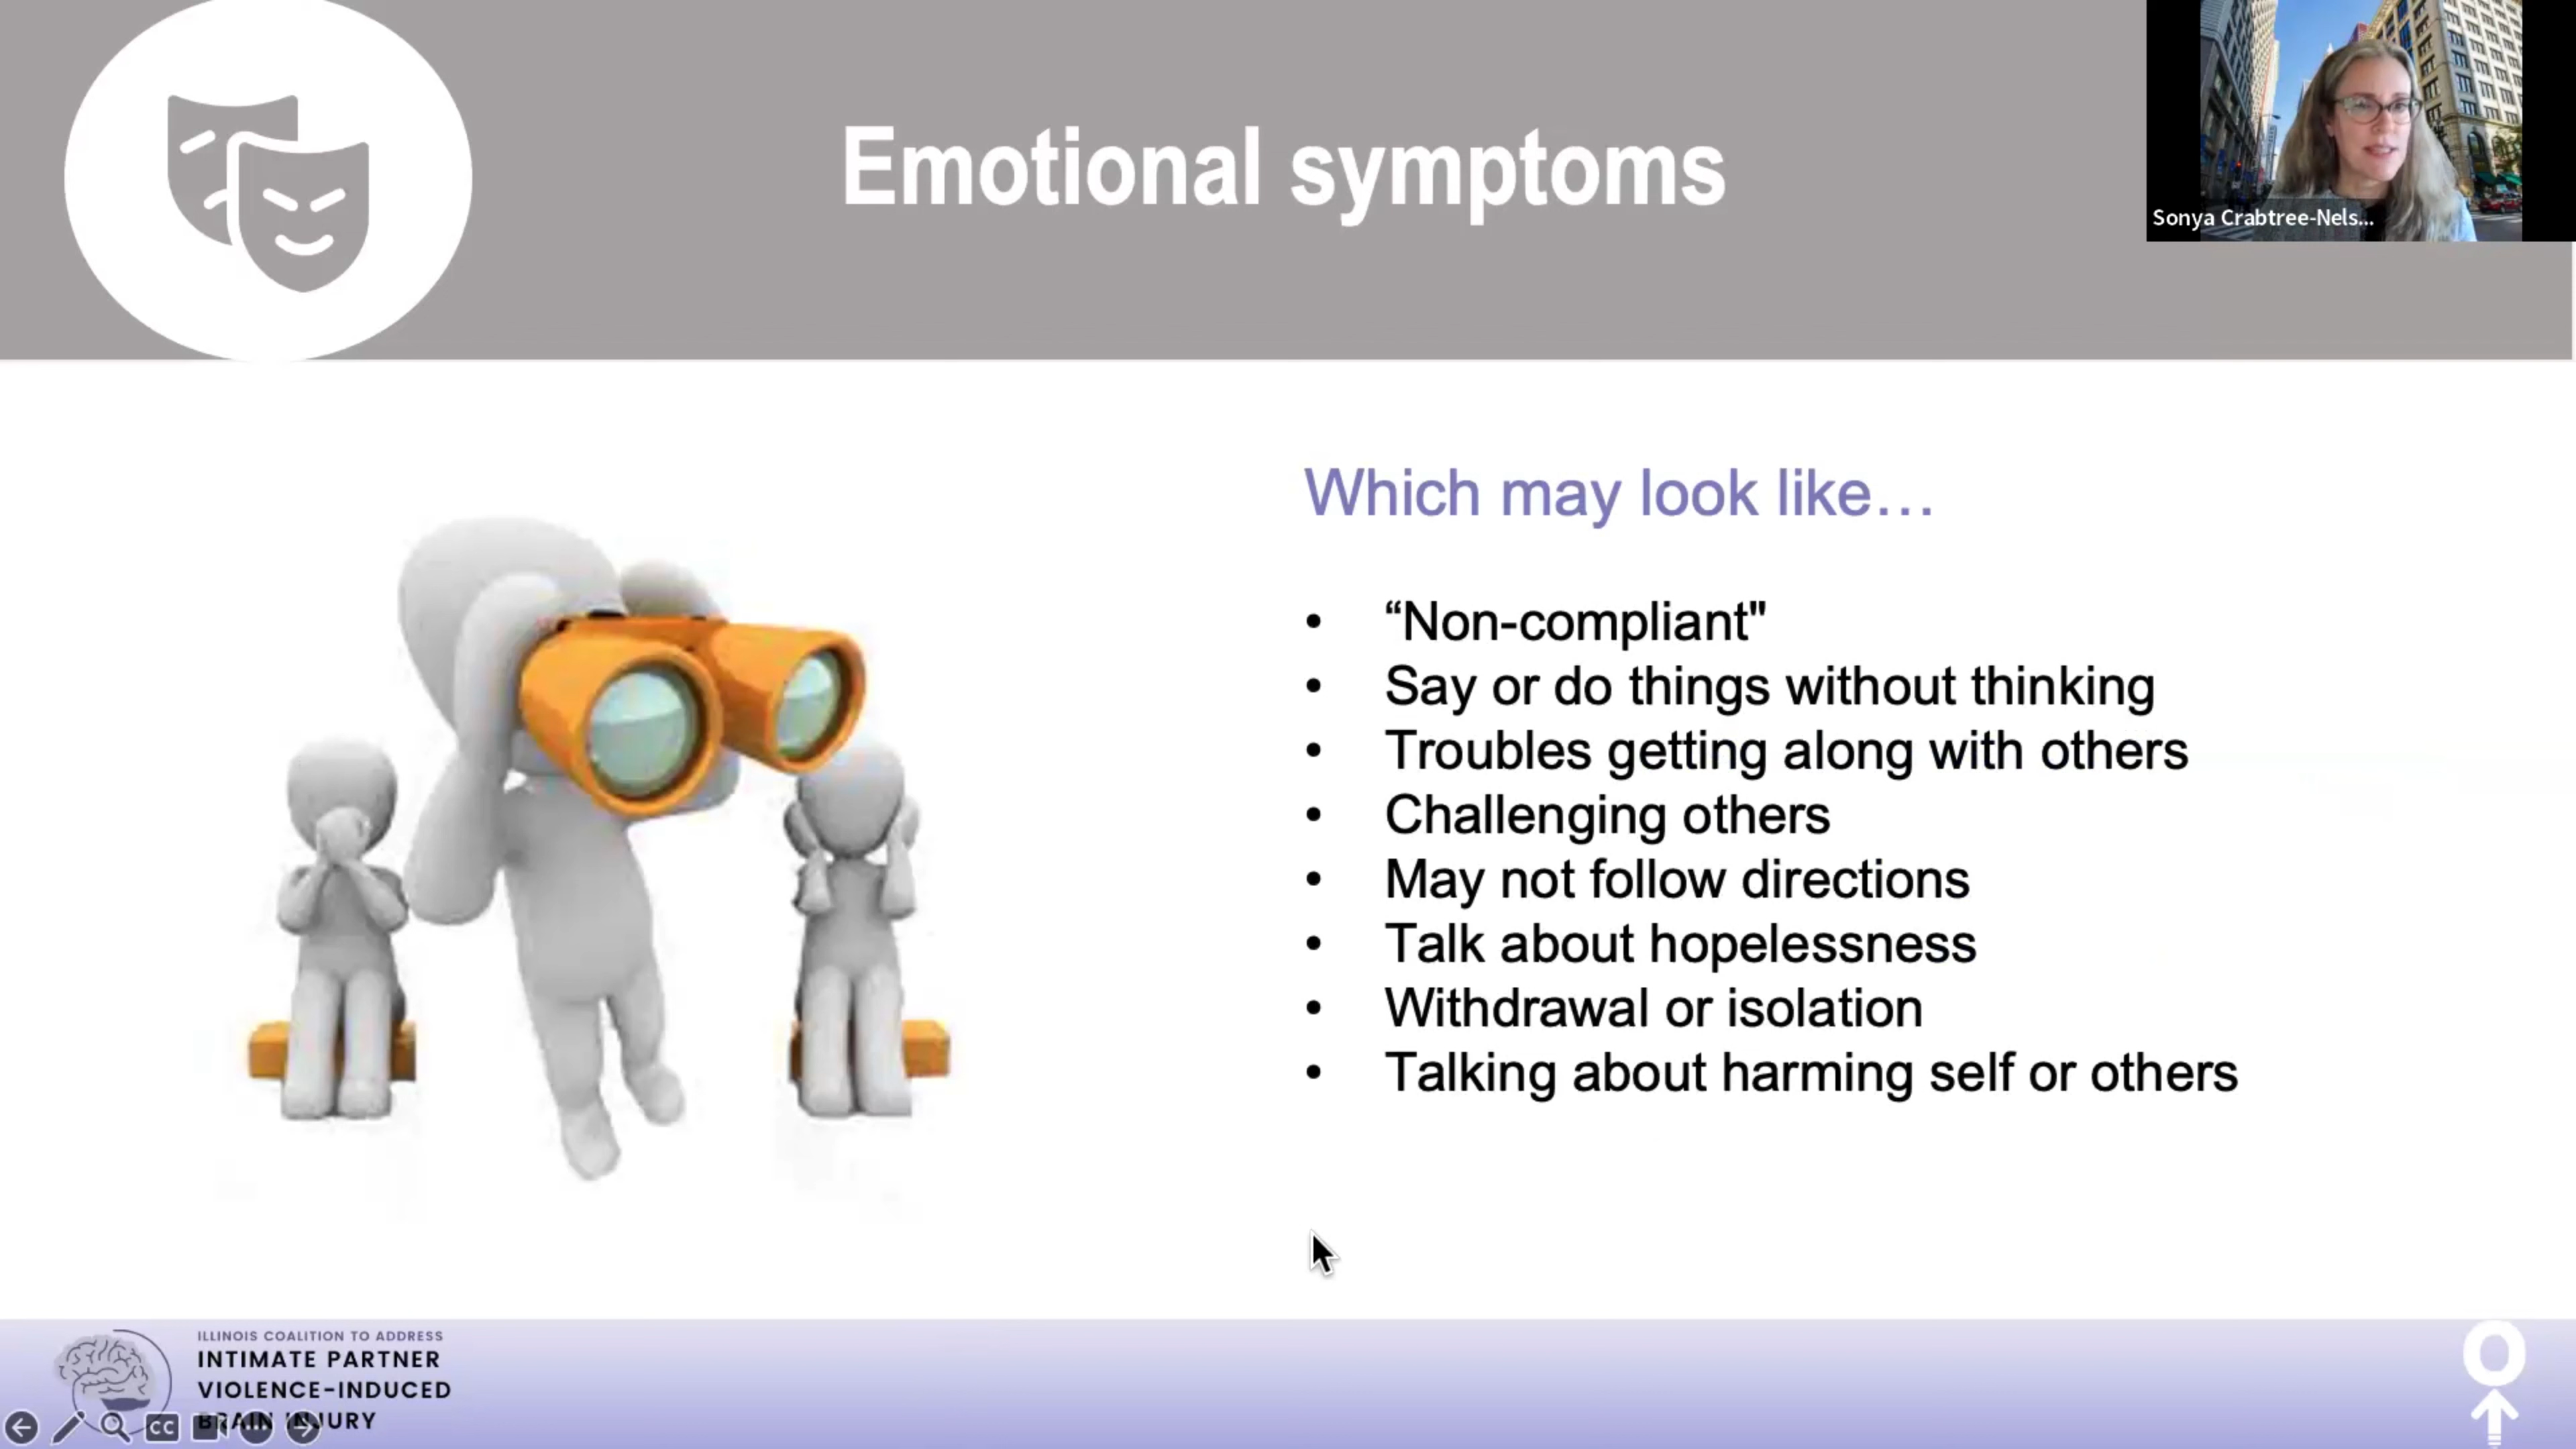 Emotional symptoms
Sonya Crabtree-Nels...
Which may look like…
• “Non-compliant"
• Say or do things without thinking
• Troubles getting along with others
• Challenging others
• May not follow directions
• Talk about hopelessness
• Withdrawal or isolation
• Talking about harming self or others
ILLINOIS COALITION TO ADDRESS
INTIMATE PARTNER
VIOLENCE-INDUCED
BRAIN INJURY
CC